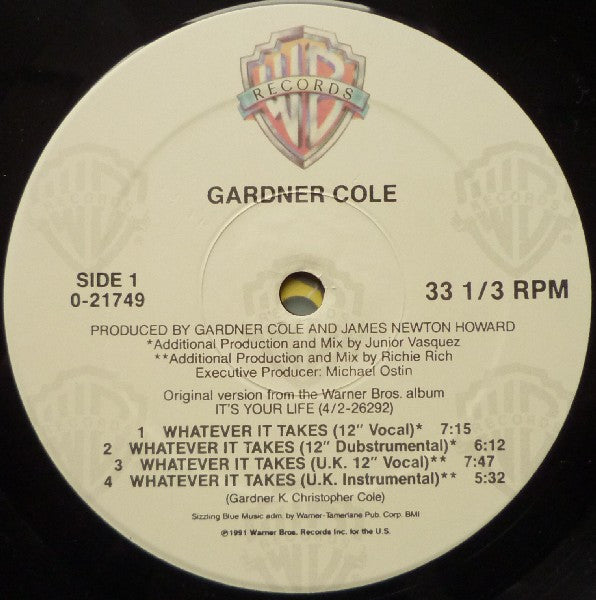 WB
RECORDS
GARDNER COLE
SIDE 1
0-21749
33 1/3 RPM
PRODUCED BY GARDNER COLE AND JAMES NEWTON HOWARD
*Additional Production and Mix by Junior Vasquez
**Additional Production and Mix by Richie Rich
Executive Producer: Michael Ostin
Original version from the Warner Bros. album
IT'S YOUR LIFE (4/2-26292)
1 WHATEVER IT TAKES (12" Vocal)* 7:15
2 WHATEVER IT TAKES (12" Dubstrumental)* 6:12
3 WHATEVER IT TAKES (U.K. 12" Vocal)** 7:47
4 WHATEVER IT TAKES (U.K. Instrumental)** 5:32
(Gardner K. Christopher Cole)
Sizzling Blue Music adm. by Warner-Tamerlane Pub. Corp. BMI
℗1991 Warner Bros. Records Inc. for the U.S.